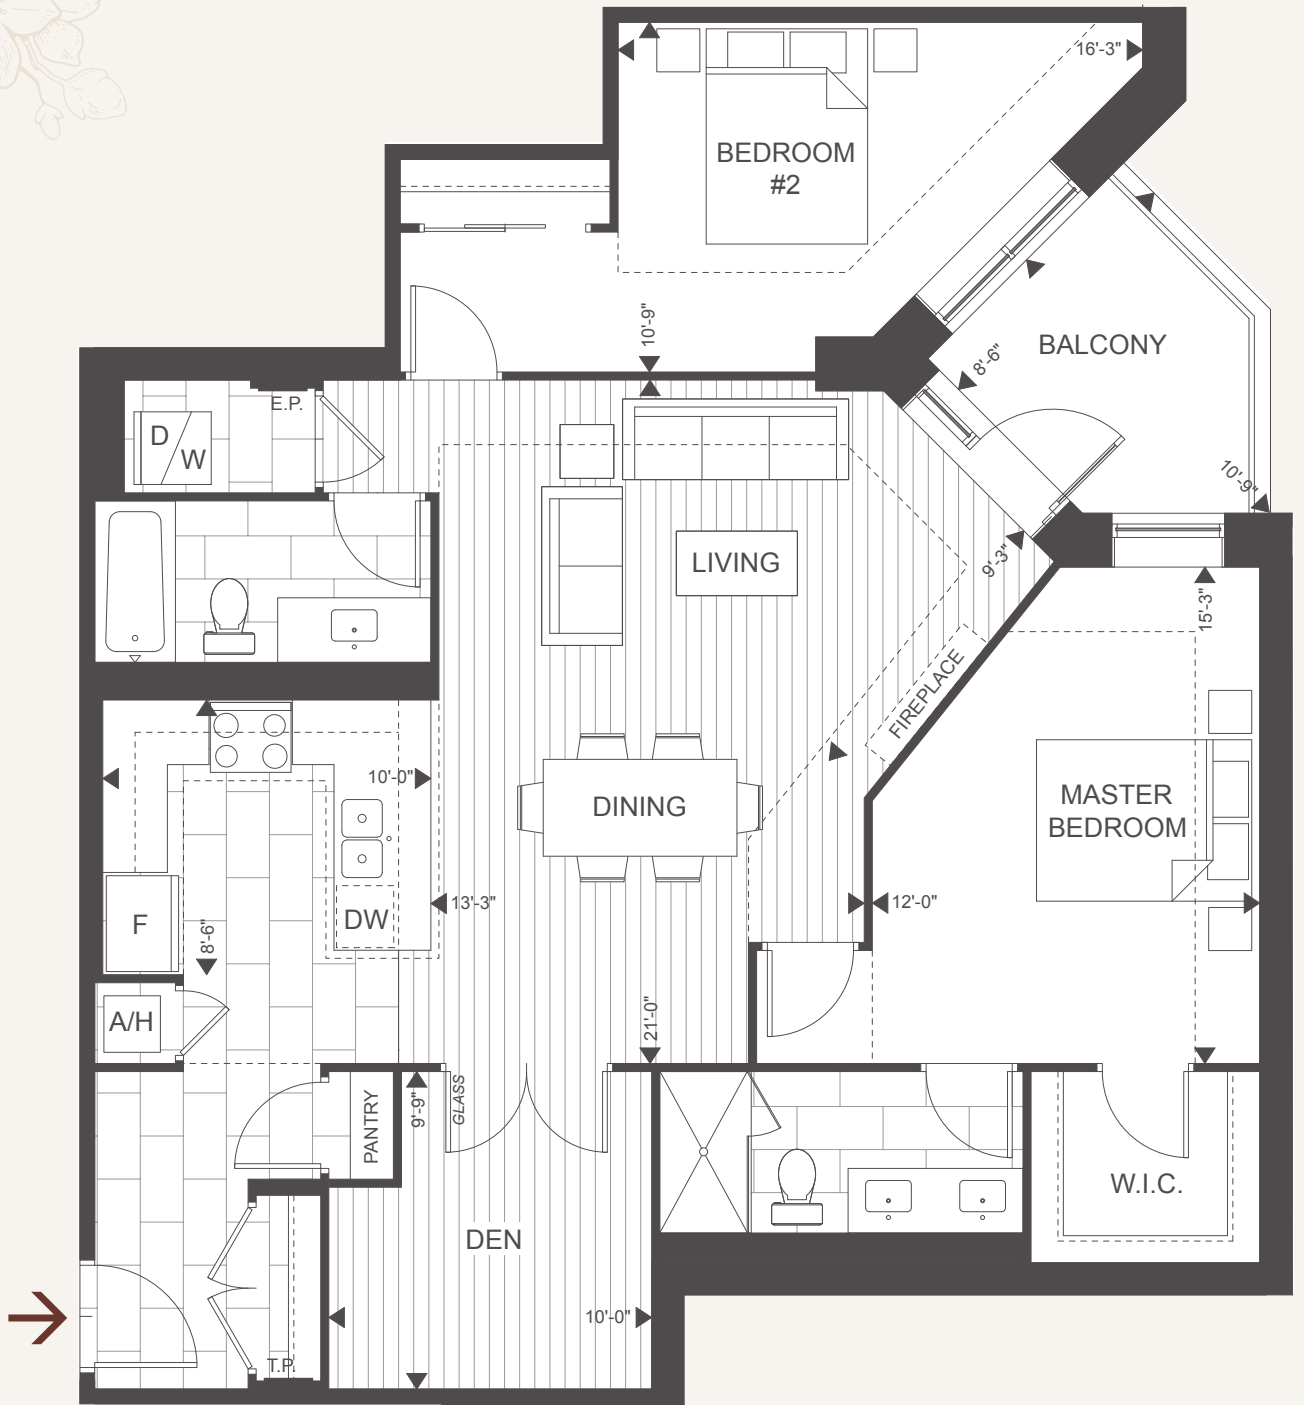 16'-3"
BEDROOM
#2
10'-9"
BALCONY
8'-6"
E.P.
D
W
10'-9"
LIVING
9'-3"
15'-3"
FIREPLACE
10'-0"
DINING
MASTER
BEDROOM
13'-3"
12'-0"
F
DW
8'-6"
A/H
21'-0"
GLASS
9'-9"
PANTRY
W.I.C.
DEN
10'-0"
T.P.